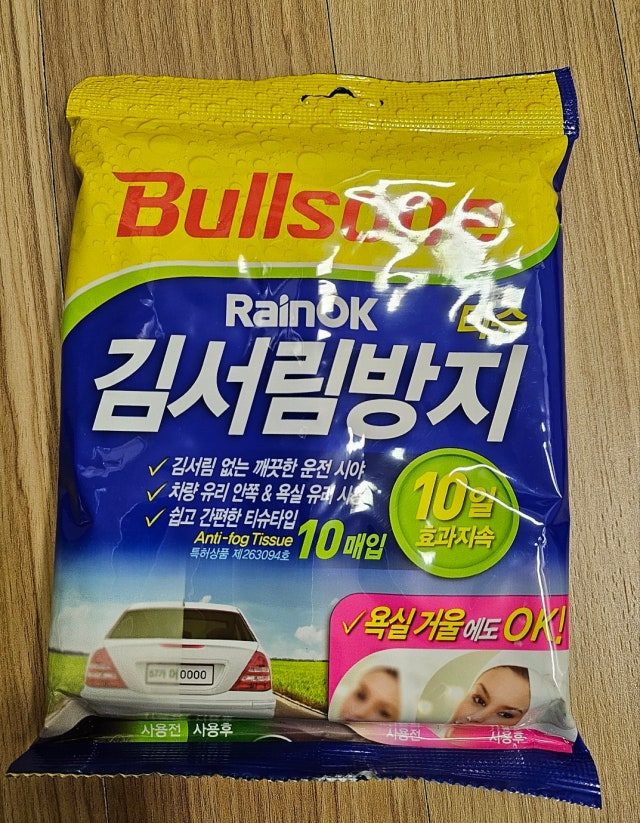 Bullsone
RainOK 티슈
김서림방지
✓ 김서림 없는 깨끗한 운전 시야
✓ 차량 유리 안쪽 & 욕실 유리 사용
✓ 쉽고 간편한 티슈타입
Anti-fog Tissue
특허상품 제263094호
10매입
10일
효과지속
✓ 욕실 거울에도 OK!
0000
사용전 사용후
사용전 사용후